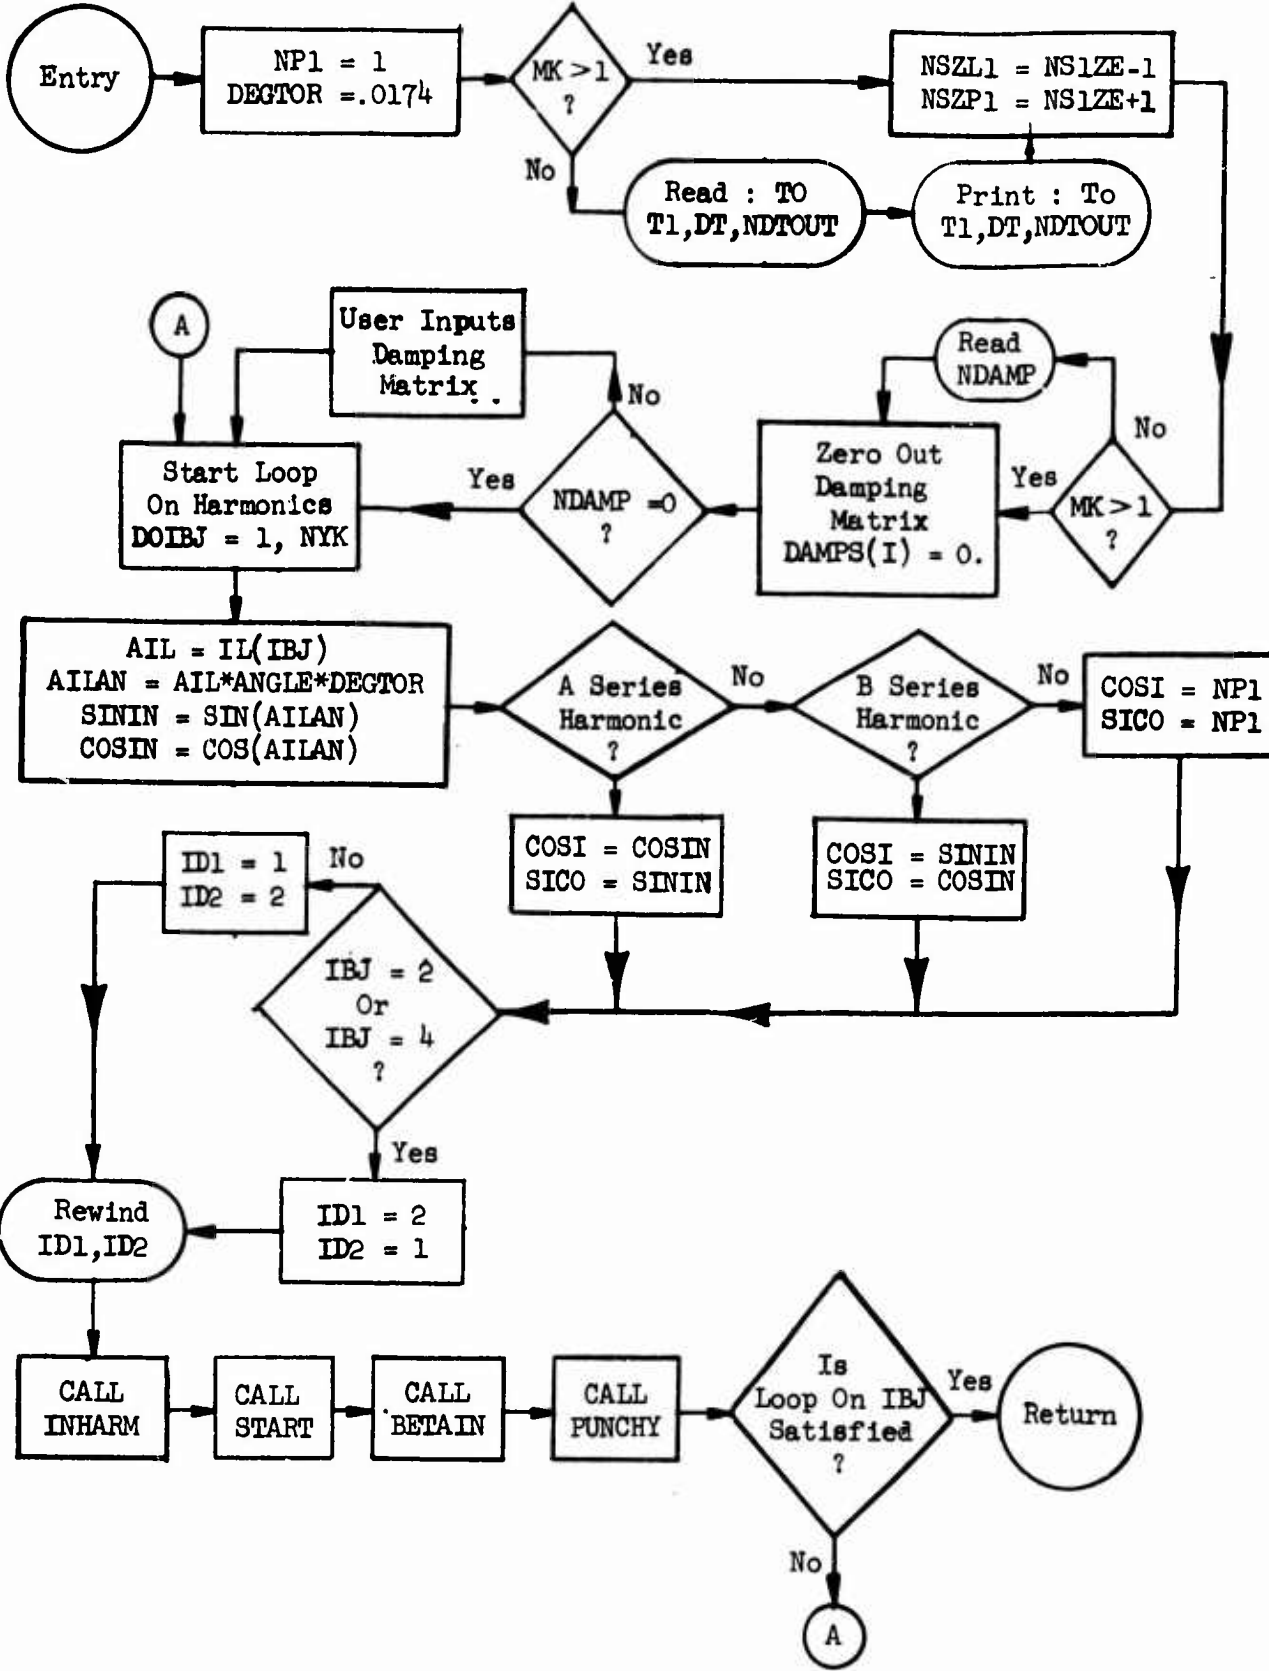 Entry
NP1 = 1
DEGTOR =.0174
MK>1
?
Yes
No
NSZL1 = NS1ZE-1
NSZP1 = NS1ZE+1
Read : TO
T1,DT,NDTOUT
Print : To
T1,DT,NDTOUT
A
User Inputs
Damping
Matrix
No
Read
NDAMP
No
Start Loop
On Harmonics
DOIBJ = 1, NYK
Yes
NDAMP =0
?
Zero Out
Damping
Matrix
DAMPS(I) = 0.
Yes
MK>1
?
AIL = IL(IBJ)
AILAN = AIL*ANGLE*DEGTOR
SININ = SIN(AILAN)
COSIN = COS(AILAN)
A Series
Harmonic
?
No
B Series
Harmonic
?
No
COSI = NP1
SICO = NP1
COSI = COSIN
SICO = SININ
COSI = SININ
SICO = COSIN
ID1 = 1
ID2 = 2
No
IBJ = 2
Or
IBJ = 4
?
Yes
Rewind
ID1,ID2
ID1 = 2
ID2 = 1
CALL
INHARM
CALL
START
CALL
BETAIN
CALL
PUNCHY
Is
Loop On IBJ
Satisfied
?
Yes
Return
No
A